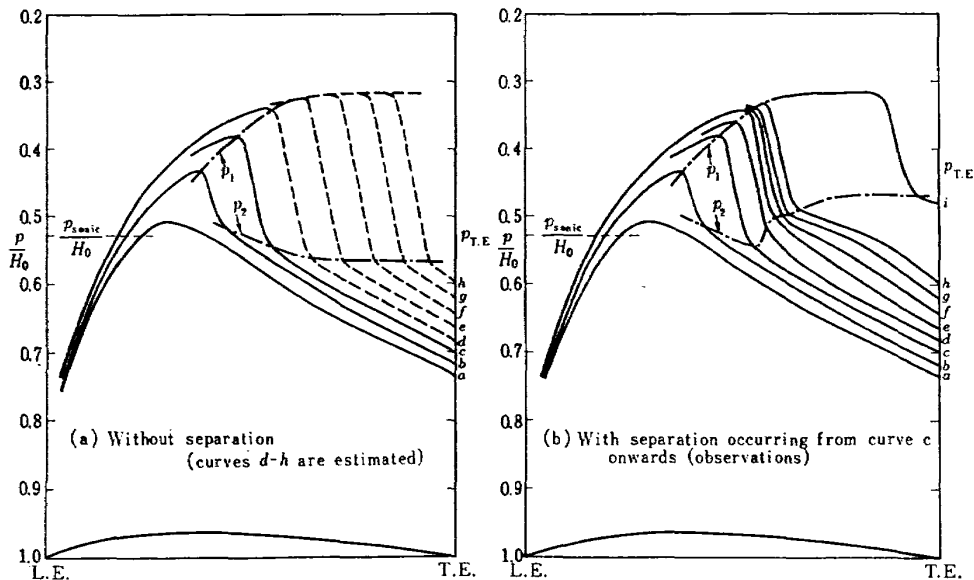 0.2
0.3
0.4
0.5
p_sonic
p/H₀
H₀
0.6
0.7
0.8
0.9
1.0
p₁
p₂
p_T.E
h
g
f
e
d
c
b
a
(a) Without separation
(curves d-h are estimated)
L.E.
T.E.
0.2
0.3
0.4
0.5
p_sonic
p/H₀
H₀
0.6
0.7
0.8
0.9
1.0
p₁
p₂
p_T.E
i
h
g
f
e
d
c
b
a
(b) With separation occurring from curve c
onwards (observations)
L.E.
T.E.